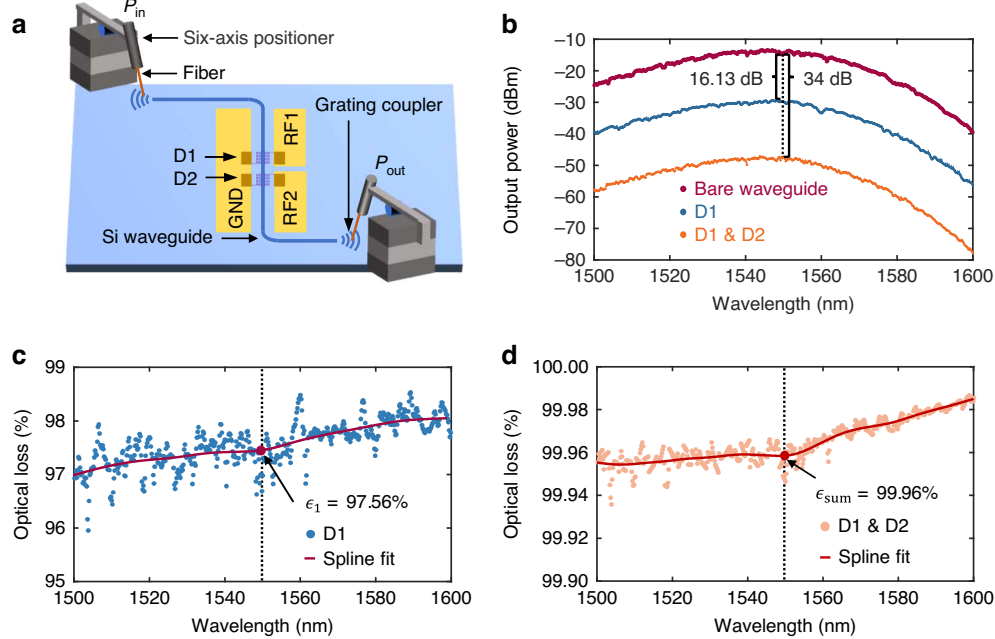 a
P_in
Six-axis positioner
Fiber
Grating coupler
RF1
D1
D2
P_out
GND
RF2
Si waveguide
b
−10
−20
−30
−40
−50
−60
−70
−80
Output power (dBm)
16.13 dB
34 dB
Bare waveguide
D1
D1 & D2
1500 1520 1540 1560 1580 1600
Wavelength (nm)
c
99
98
97
96
95
Optical loss (%)
ϵ₁ = 97.56%
D1
Spline fit
1500 1520 1540 1560 1580 1600
Wavelength (nm)
d
100.00
99.98
99.96
99.94
99.92
99.90
Optical loss (%)
ϵ_sum = 99.96%
D1 & D2
Spline fit
1500 1520 1540 1560 1580 1600
Wavelength (nm)